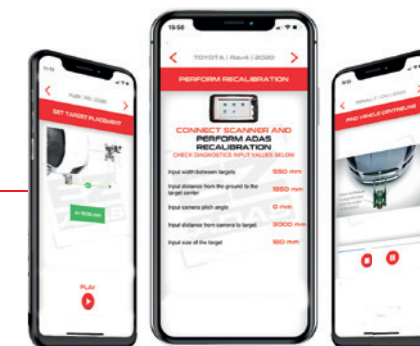 SET TARGET PLACEMENT
PLAY
16:50
TOYOTA | Rav4 | 2020
PERFORM RECALIBRATION
CONNECT SCANNER AND
PERFORM ADAS
RECALIBRATION
CHECK DIAGNOSTICS INPUT VALUES BELOW
Input width between targets 550 mm
Input distance from the ground to the
target center 1350 mm
Input camera pitch angle 0 mm
Input distance from camera to target 2000 mm
Input size of the target 160 mm
FIND VEHICLE CENTRELINE